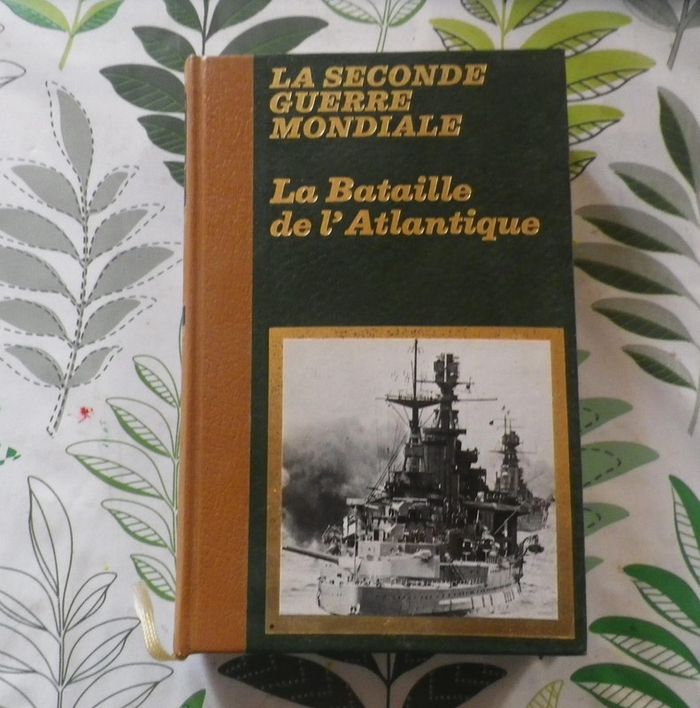 LA SECONDE
GUERRE
MONDIALE
La Bataille
de l'Atlantique